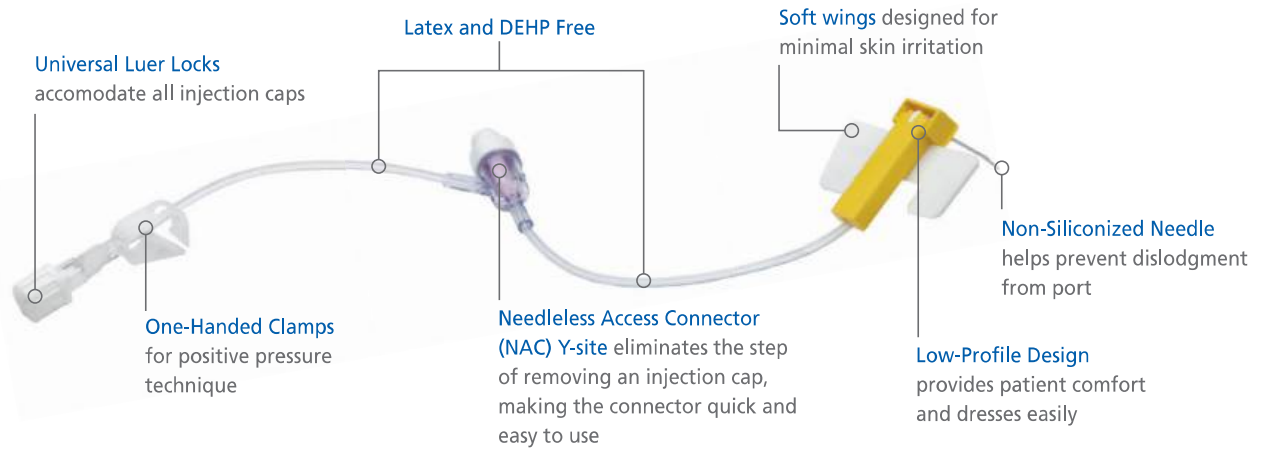 Latex and DEHP Free
Soft wings designed for
minimal skin irritation
Universal Luer Locks
accomodate all injection caps
Non-Siliconized Needle
helps prevent dislodgment
from port
One-Handed Clamps
for positive pressure
technique
Needleless Access Connector
(NAC) Y-site eliminates the step
of removing an injection cap,
making the connector quick and
easy to use
Low-Profile Design
provides patient comfort
and dresses easily